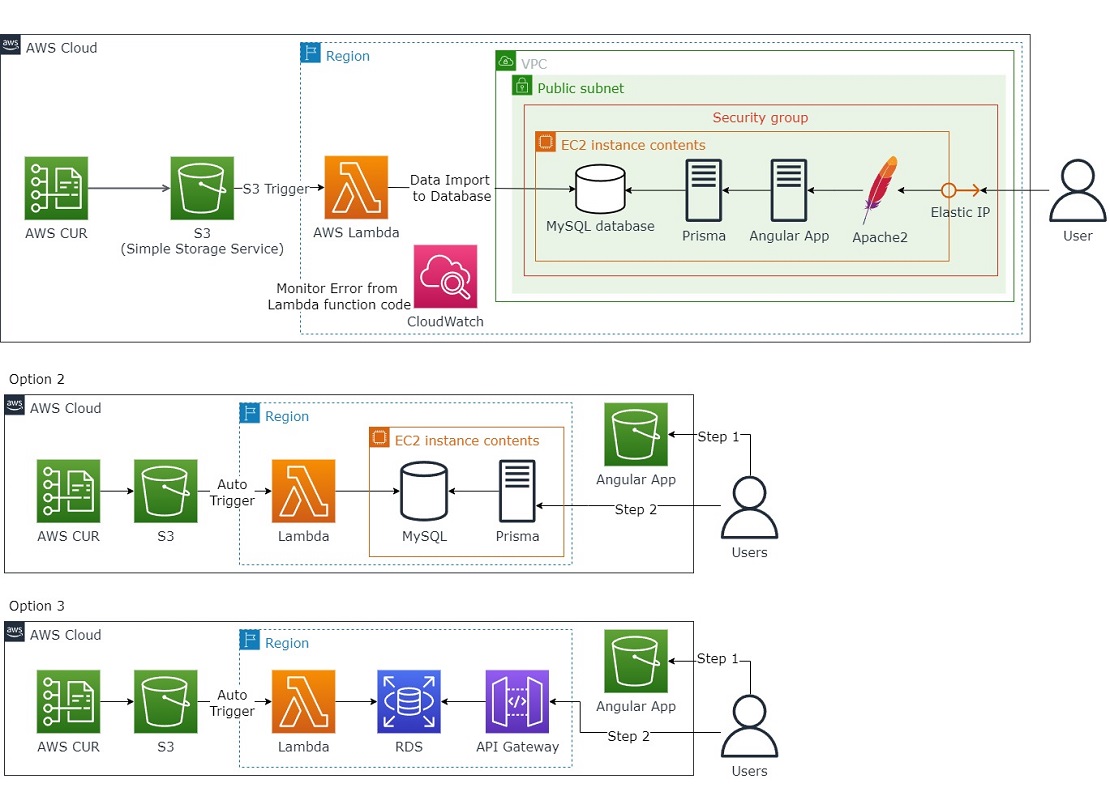 aws
AWS Cloud
Region
VPC
Public subnet
Security group
EC2 instance contents
AWS CUR
S3
(Simple Storage Service)
S3 Trigger
AWS Lambda
Data Import
to Database
MySQL database
Prisma
Angular App
Apache2
Elastic IP
User
Monitor Error from
Lambda function code
CloudWatch
Option 2
aws
AWS Cloud
Region
EC2 instance contents
AWS CUR
S3
Auto
Trigger
Lambda
MySQL
Prisma
Angular App
Step 1
Step 2
Users
Option 3
aws
AWS Cloud
Region
AWS CUR
S3
Auto
Trigger
Lambda
RDS
API Gateway
Angular App
Step 1
Step 2
Users